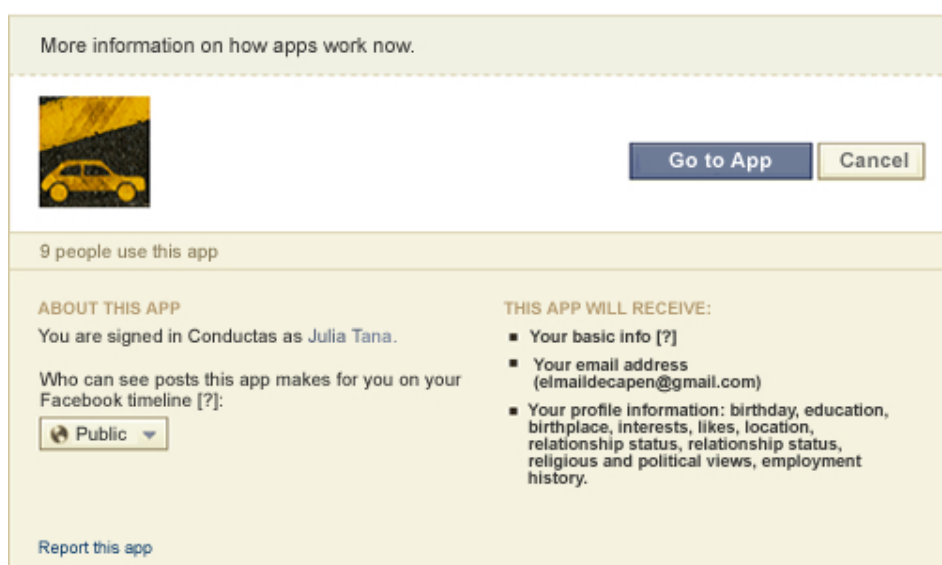 More information on how apps work now.
Go to App
Cancel
9 people use this app
ABOUT THIS APP
You are signed in Conductas as Julia Tana.
Who can see posts this app makes for you on your
Facebook timeline [?]:
Public
THIS APP WILL RECEIVE:
Your basic info [?]
Your email address
(elmaildecapen@gmail.com)
Your profile information: birthday, education,
birthplace, interests, likes, location,
relationship status, relationship status,
religious and political views, employment
history.
Report this app